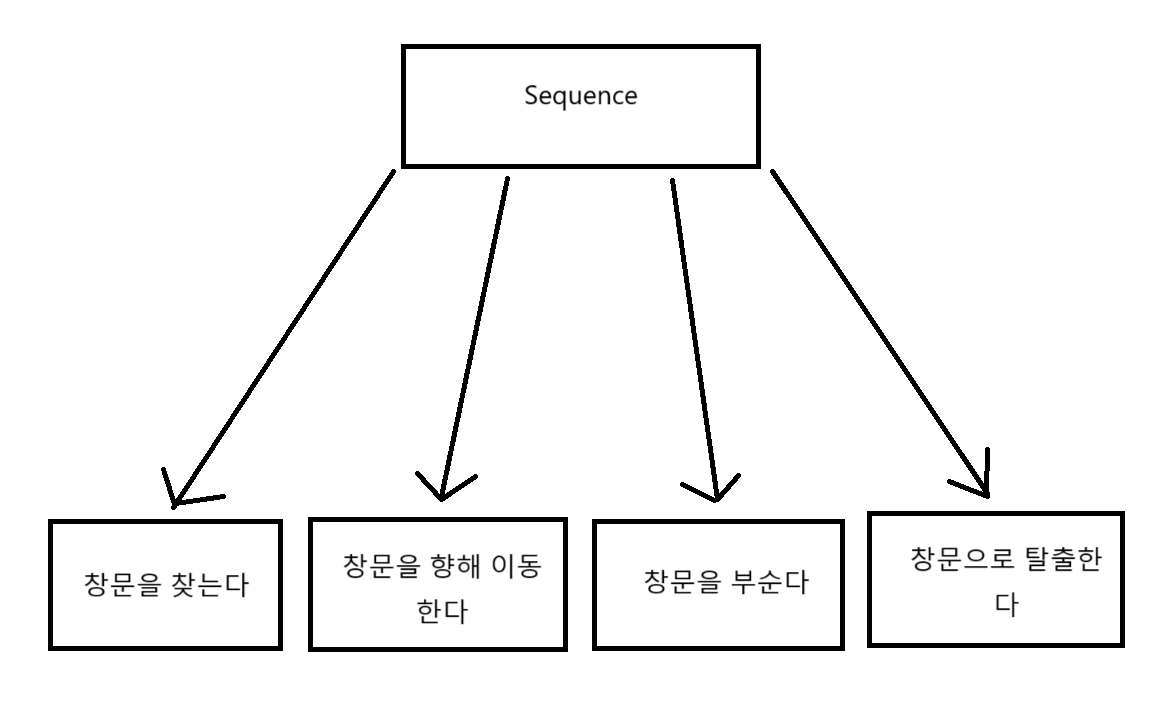 Sequence
창문을 찾는다
창문을 향해 이동
한다
창문을 부순다
창문으로 탈출한
다